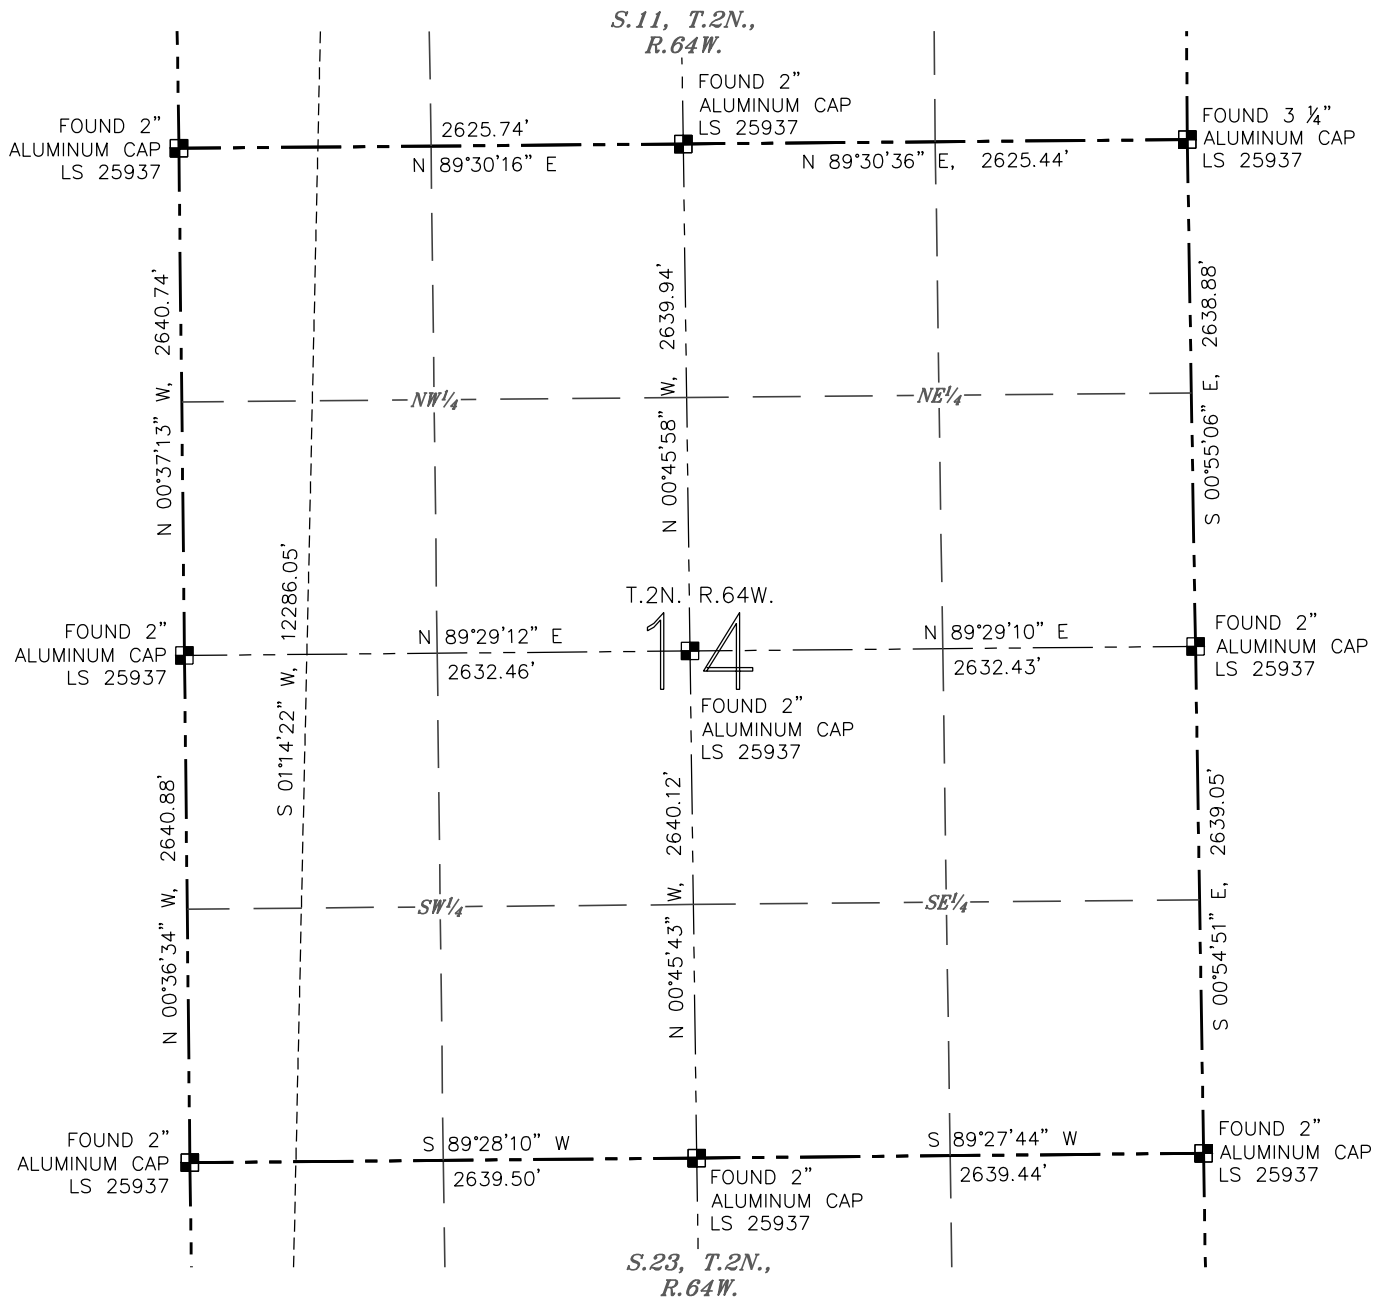 S.11, T.2N.,
R.64W.
FOUND 2"
ALUMINUM CAP
LS 25937
FOUND 2"
ALUMINUM CAP
LS 25937
FOUND 3 ¼"
ALUMINUM CAP
LS 25937
2625.74'
N 89°30'16" E
N 89°30'36" E, 2625.44'
N 00°37'13" W, 2640.74'
N 00°45'58" W, 2639.94'
S 00°55'06" E, 2638.88'
NW¼
NE¼
S 01°14'22" W, 12286.05'
T.2N. R.64W.
14
FOUND 2"
ALUMINUM CAP
LS 25937
N 89°29'12" E
2632.46'
N 89°29'10" E
2632.43'
FOUND 2"
ALUMINUM CAP
LS 25937
FOUND 2"
ALUMINUM CAP
LS 25937
N 00°36'34" W, 2640.88'
N 00°45'43" W, 2640.12'
S 00°54'51" E, 2639.05'
SW¼
SE¼
FOUND 2"
ALUMINUM CAP
LS 25937
S 89°28'10" W
2639.50'
S 89°27'44" W
2639.44'
FOUND 2"
ALUMINUM CAP
LS 25937
FOUND 2"
ALUMINUM CAP
LS 25937
S.23, T.2N.,
R.64W.